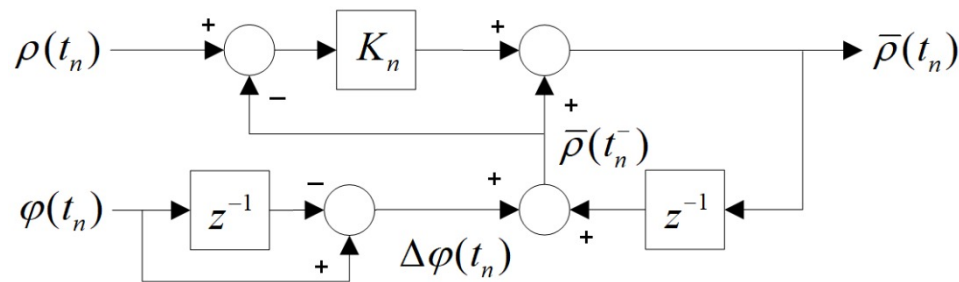 + +
ρ(tₙ) Kₙ ρ̅(tₙ)
− +
ρ̅(tₙ⁻)
− +
φ(tₙ) z⁻¹ z⁻¹
+ Δφ(tₙ) +